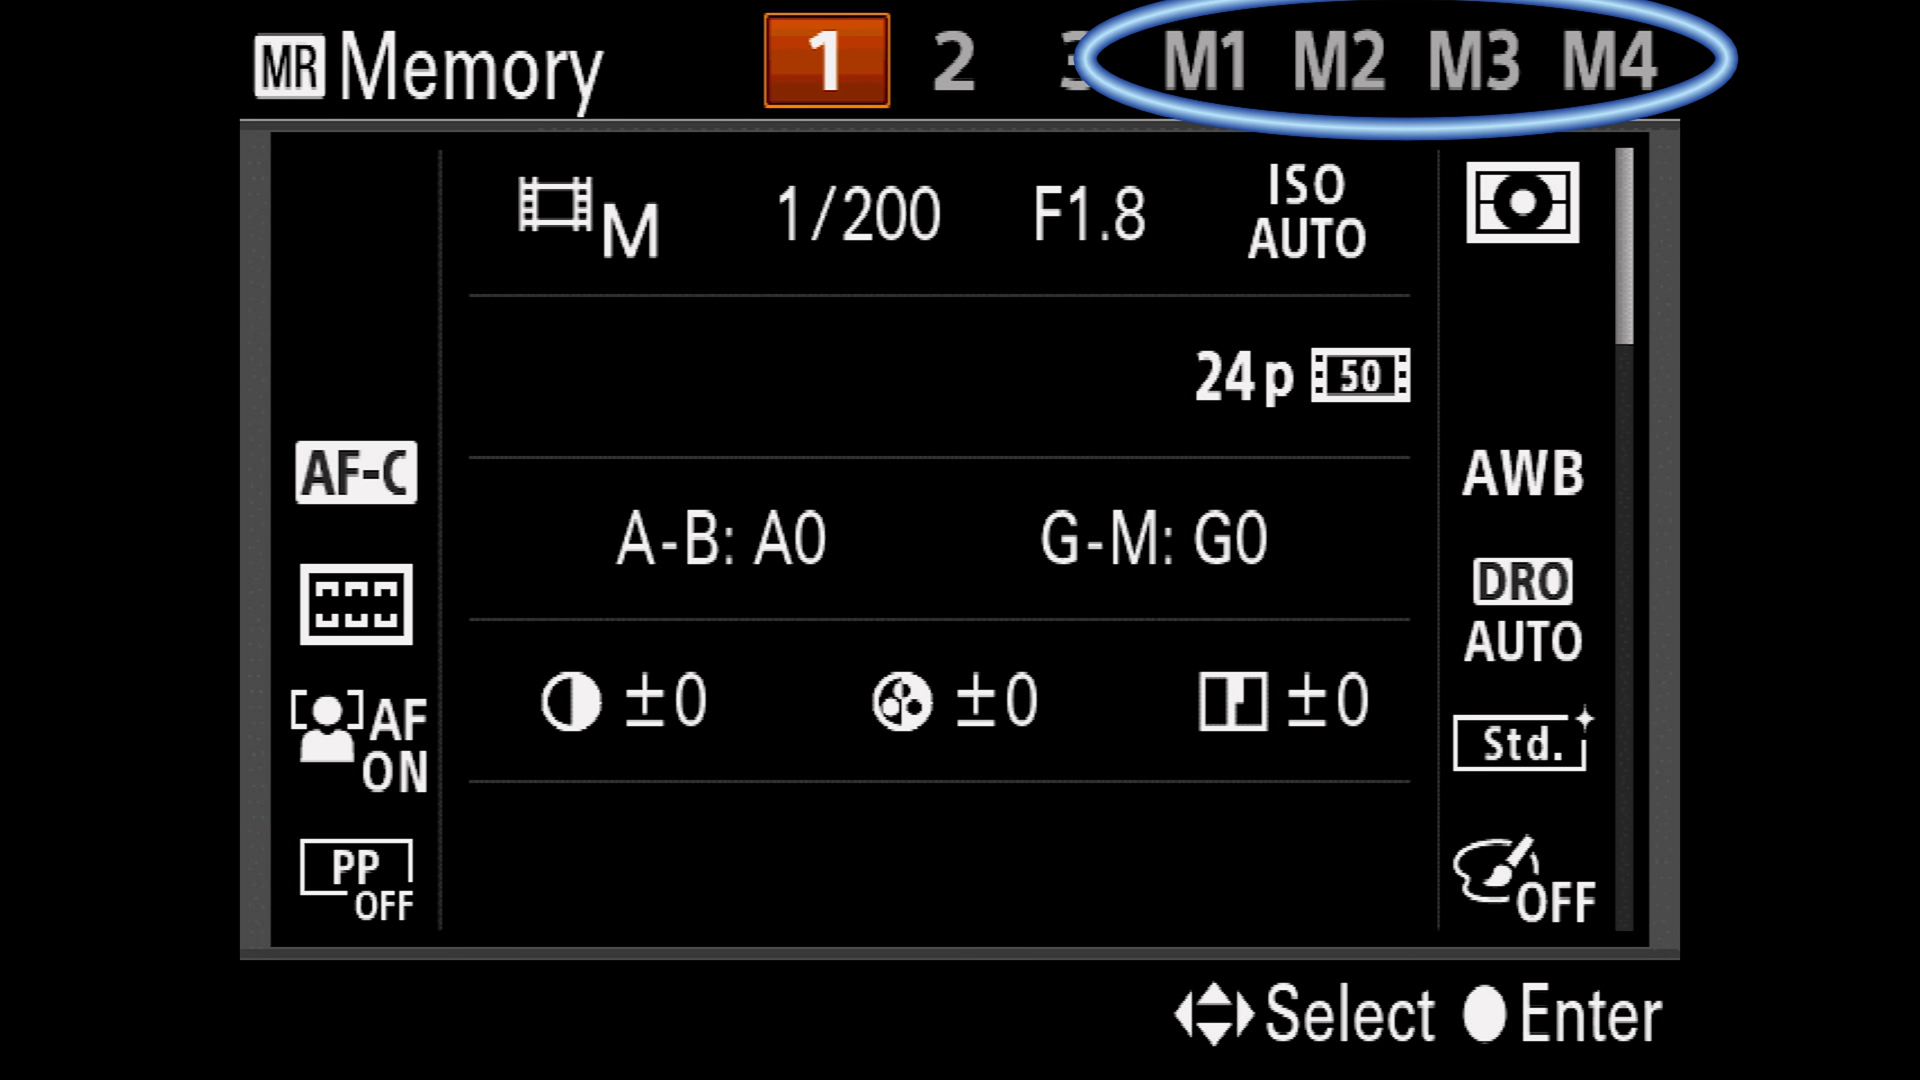 MR Memory 1 2 3 M1 M2 M3 M4
M 1/200 F1.8 ISO AUTO
24p 50
AF-C AWB
A-B: A0 G-M: G0
DRO AUTO
±0 ±0 ±0
AF ON Std.
PP OFF OFF
Select Enter